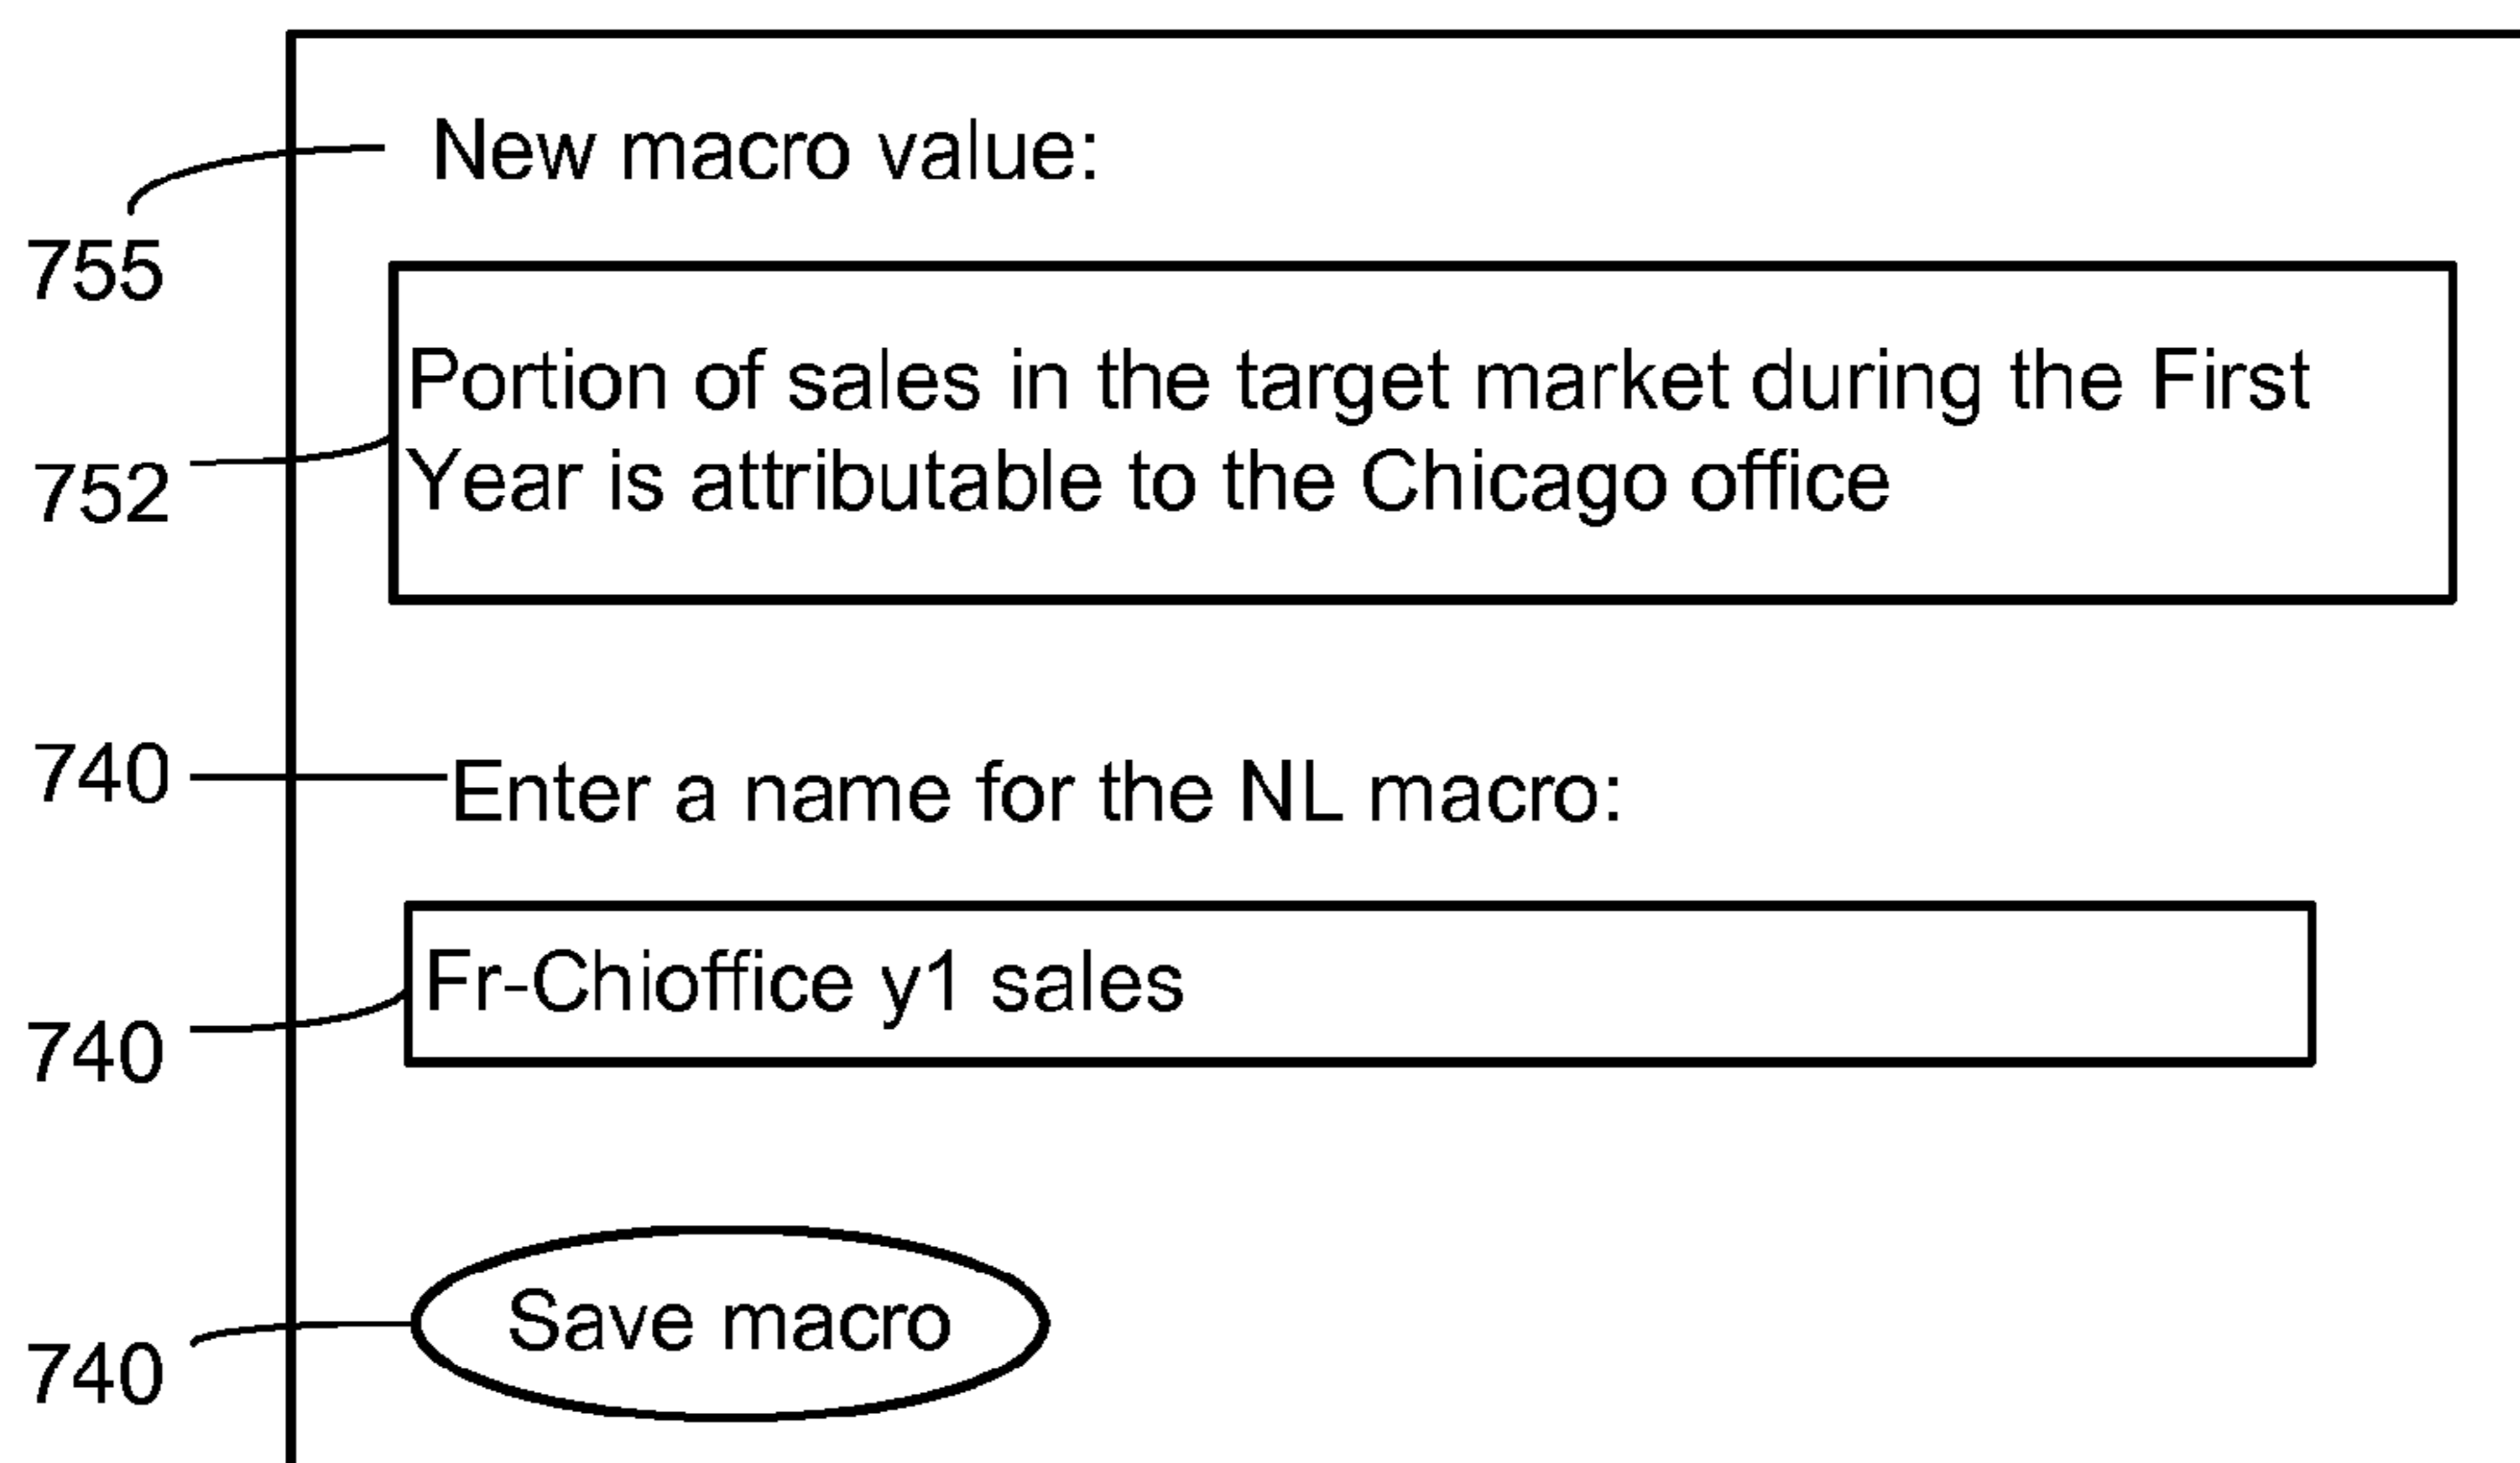 New macro value:
755
Portion of sales in the target market during the First
752
Year is attributable to the Chicago office
740
Enter a name for the NL macro:
Fr-Chioffice y1 sales
740
Save macro
740